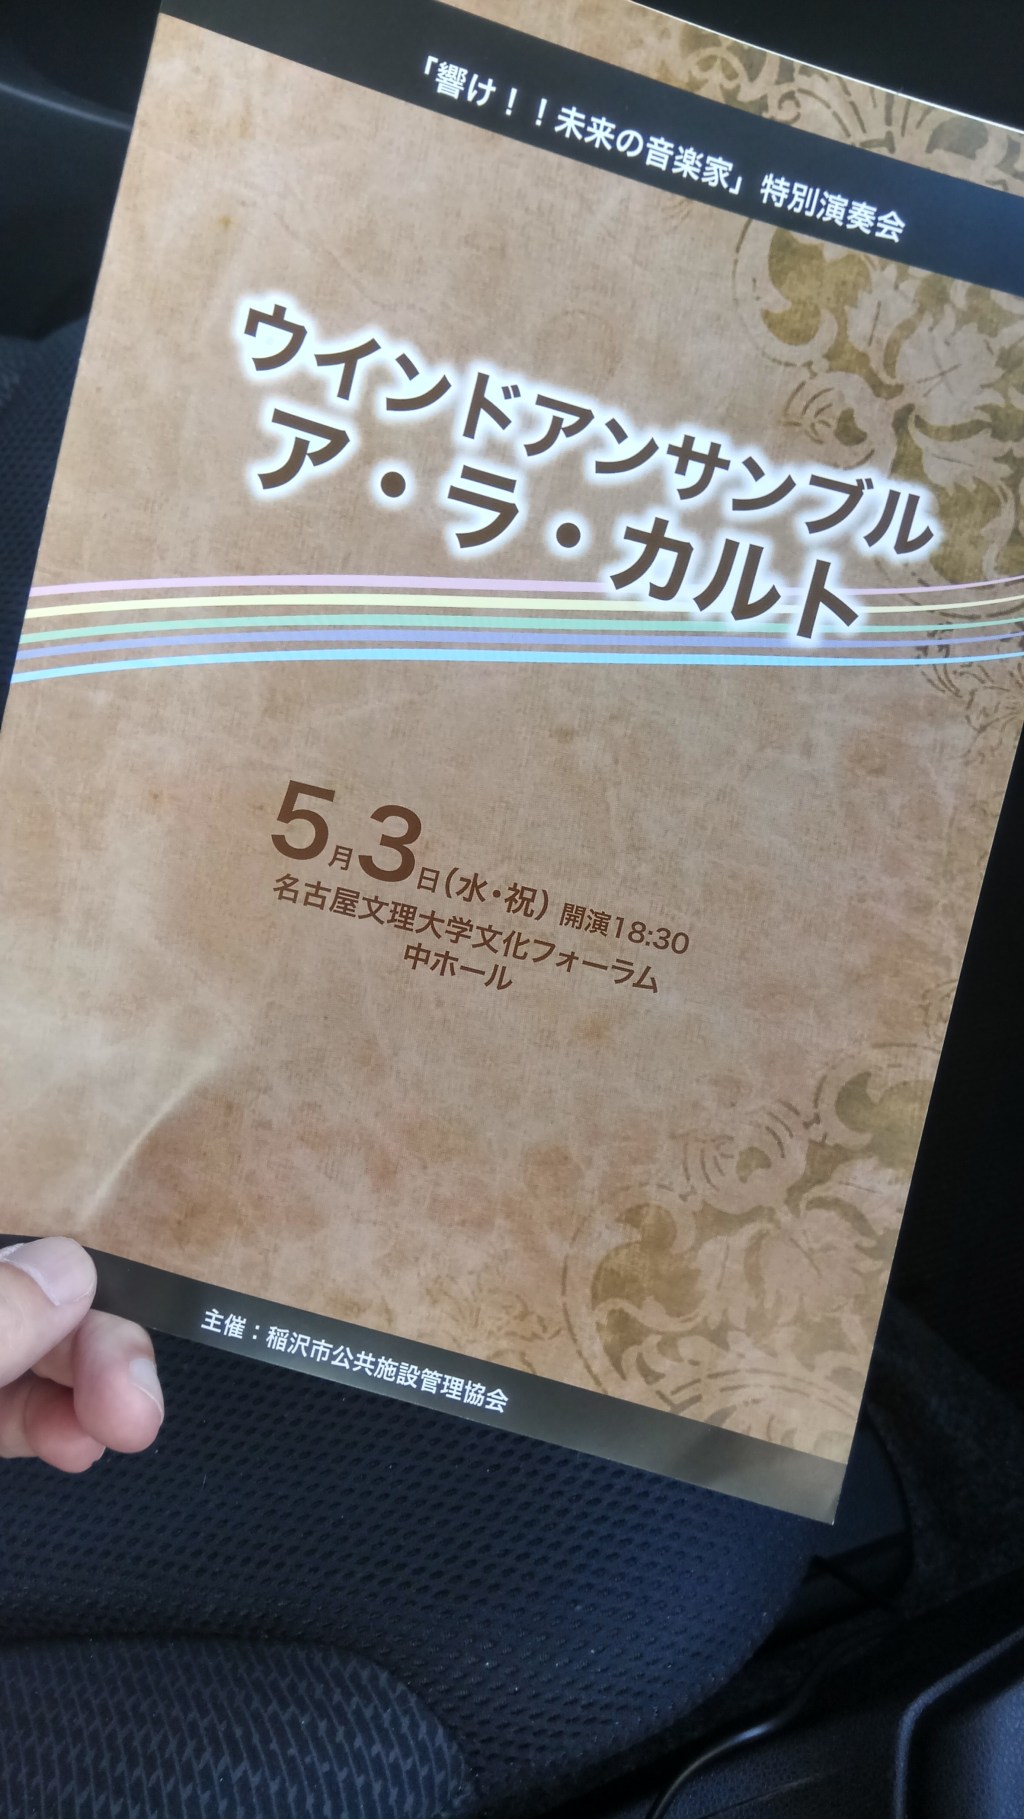 「響け！！未来の音楽家」特別演奏会
ウインドアンサンブル
ア・ラ・カルト
5月3日(水・祝) 開演18:30
名古屋文理大学文化フォーラム
中ホール
主催：稲沢市公共施設管理協会